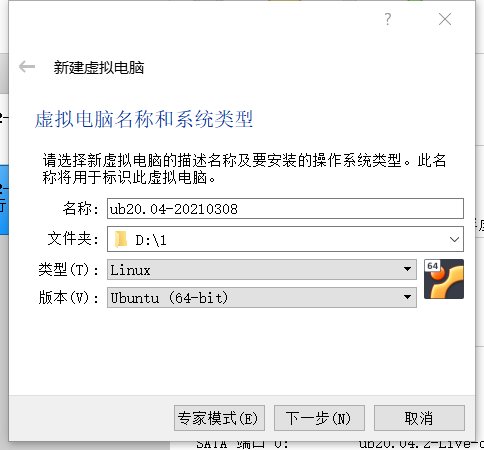 ?
新建虚拟电脑
虚拟电脑名称和系统类型
请选择新虚拟电脑的描述名称及要安装的操作系统类型。此名
称将用于标识此虚拟电脑。
名称: ub20.04-20210308
文件夹: D:\1
类型(T): Linux
64
版本(V): Ubuntu (64-bit)
专家模式(E) 下一步(N) 取消
SATA 端口 0: ub20.04.2-Live-